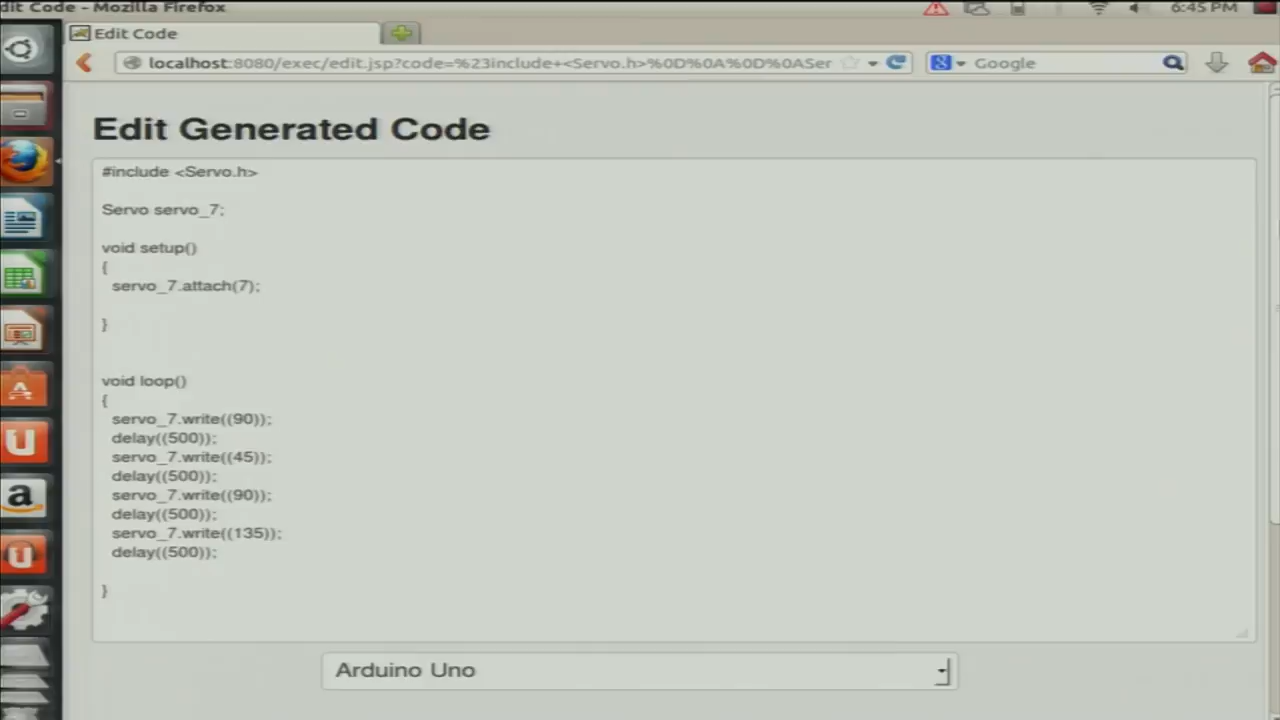 dit Code - Mozilla Firefox
6:45 PM
Edit Code
localhost:8080/exec/edit.jsp?code=%23include+<Servo.h>%0D%0A%0D%0ASer
Google
Edit Generated Code
#include <Servo.h>
Servo servo_7;
void setup()
{
servo_7.attach(7);
}
void loop()
{
servo_7.write((90));
delay((500));
servo_7.write((45));
delay((500));
servo_7.write((90));
delay((500));
servo_7.write((135));
delay((500));
}
Arduino Uno